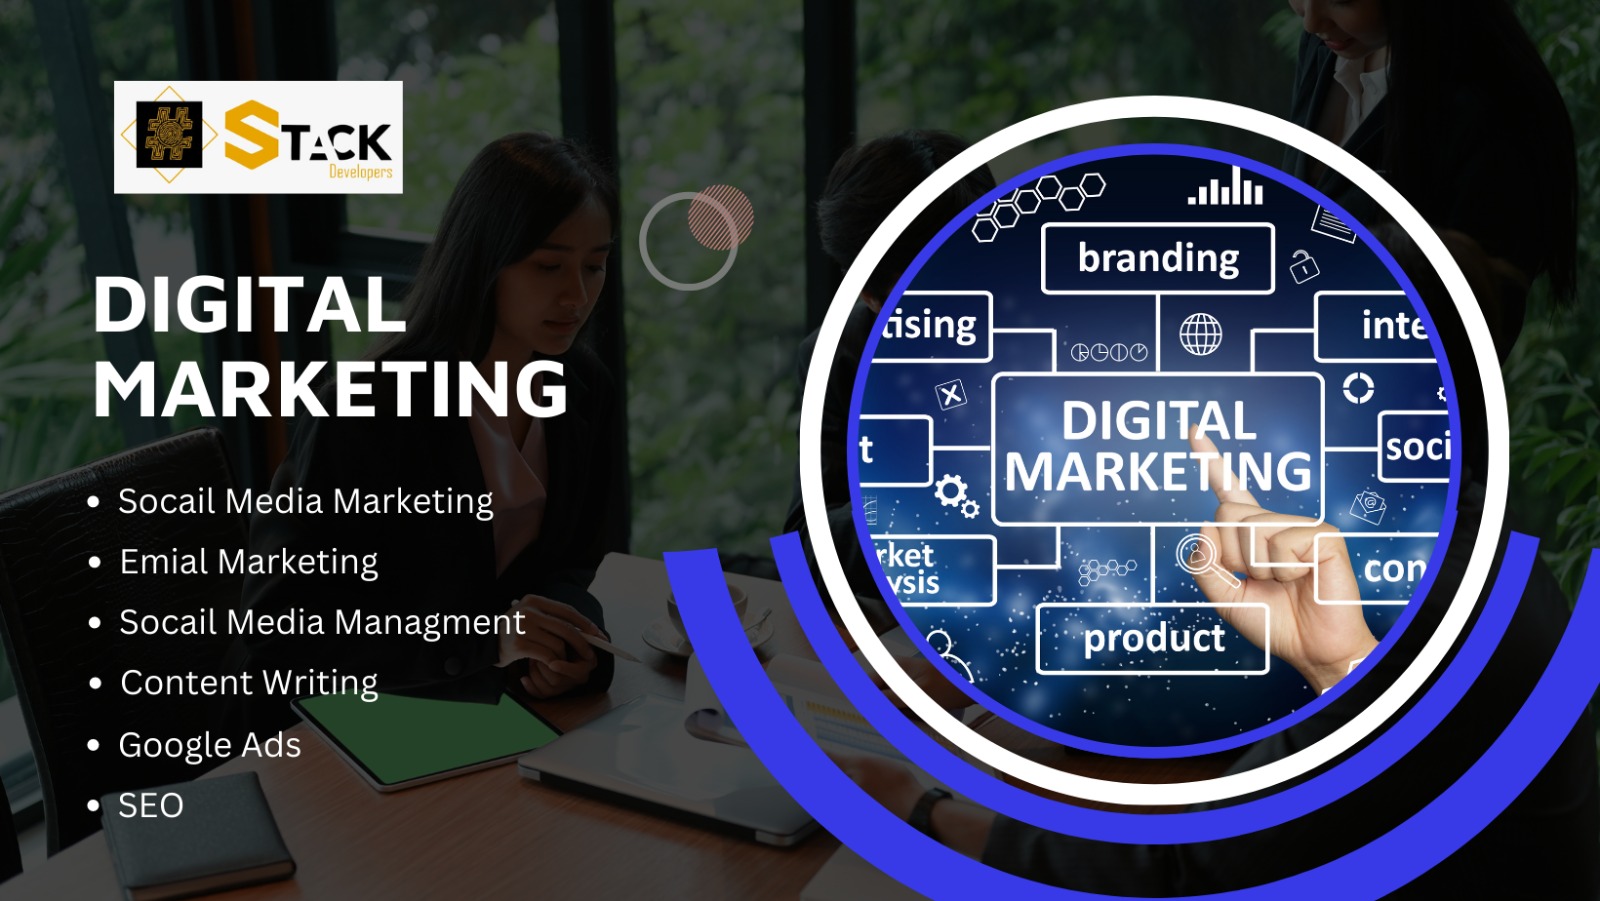 #STACK
Developers
DIGITAL
MARKETING
• Socail Media Marketing
• Emial Marketing
• Socail Media Managment
• Content Writing
• Google Ads
• SEO
branding
tising
inte
DIGITAL
MARKETING
t
soci
rket
ysis
con
product